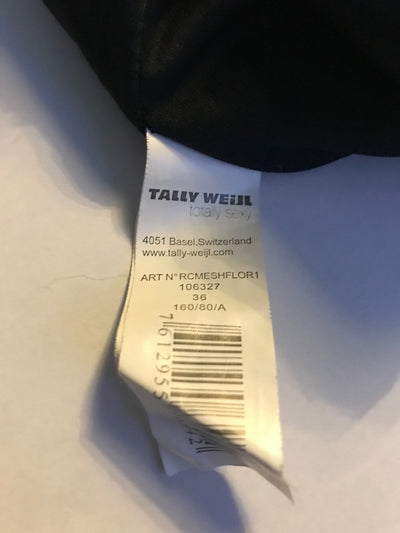 TALLY WEiJL
totally sexy
4051 Basel,Switzerland
www.tally-weijl.com
ART N°RCMESHFLOR1
106327
36
160/80/A